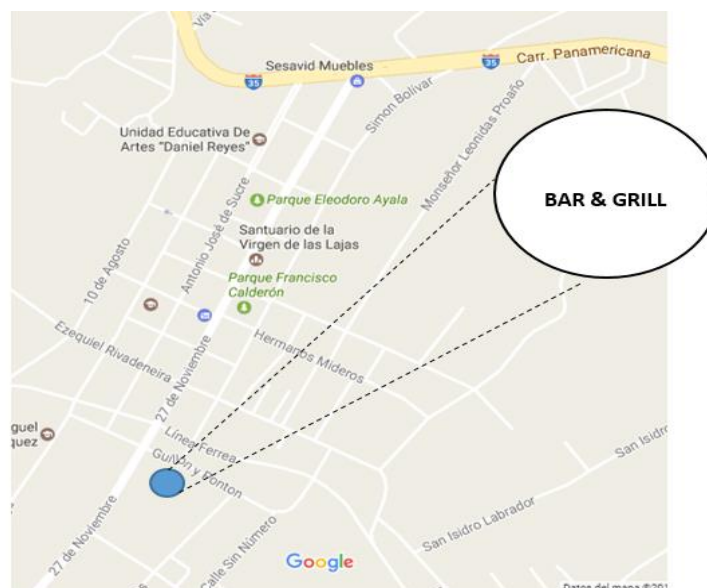 Sesavid Muebles
35
35
Carr. Panamericana
Simon Bolívar
Monseñor Leonidas Proaño
Unidad Educativa De
Artes "Daniel Reyes"
Parque Eleodoro Ayala
BAR & GRILL
Antonio José de Sucre
Santuario de la
Virgen de las Lajas
10 de Agosto
Parque Francisco
Calderón
Ezequiel Rivadeneira
27 de Noviembre
Hermanos Mideros
Línea Ferrea
Guillón y Ponton
San Isidro
San Isidro Labrador
Calle Sin Número
27 de Noviembre
Google